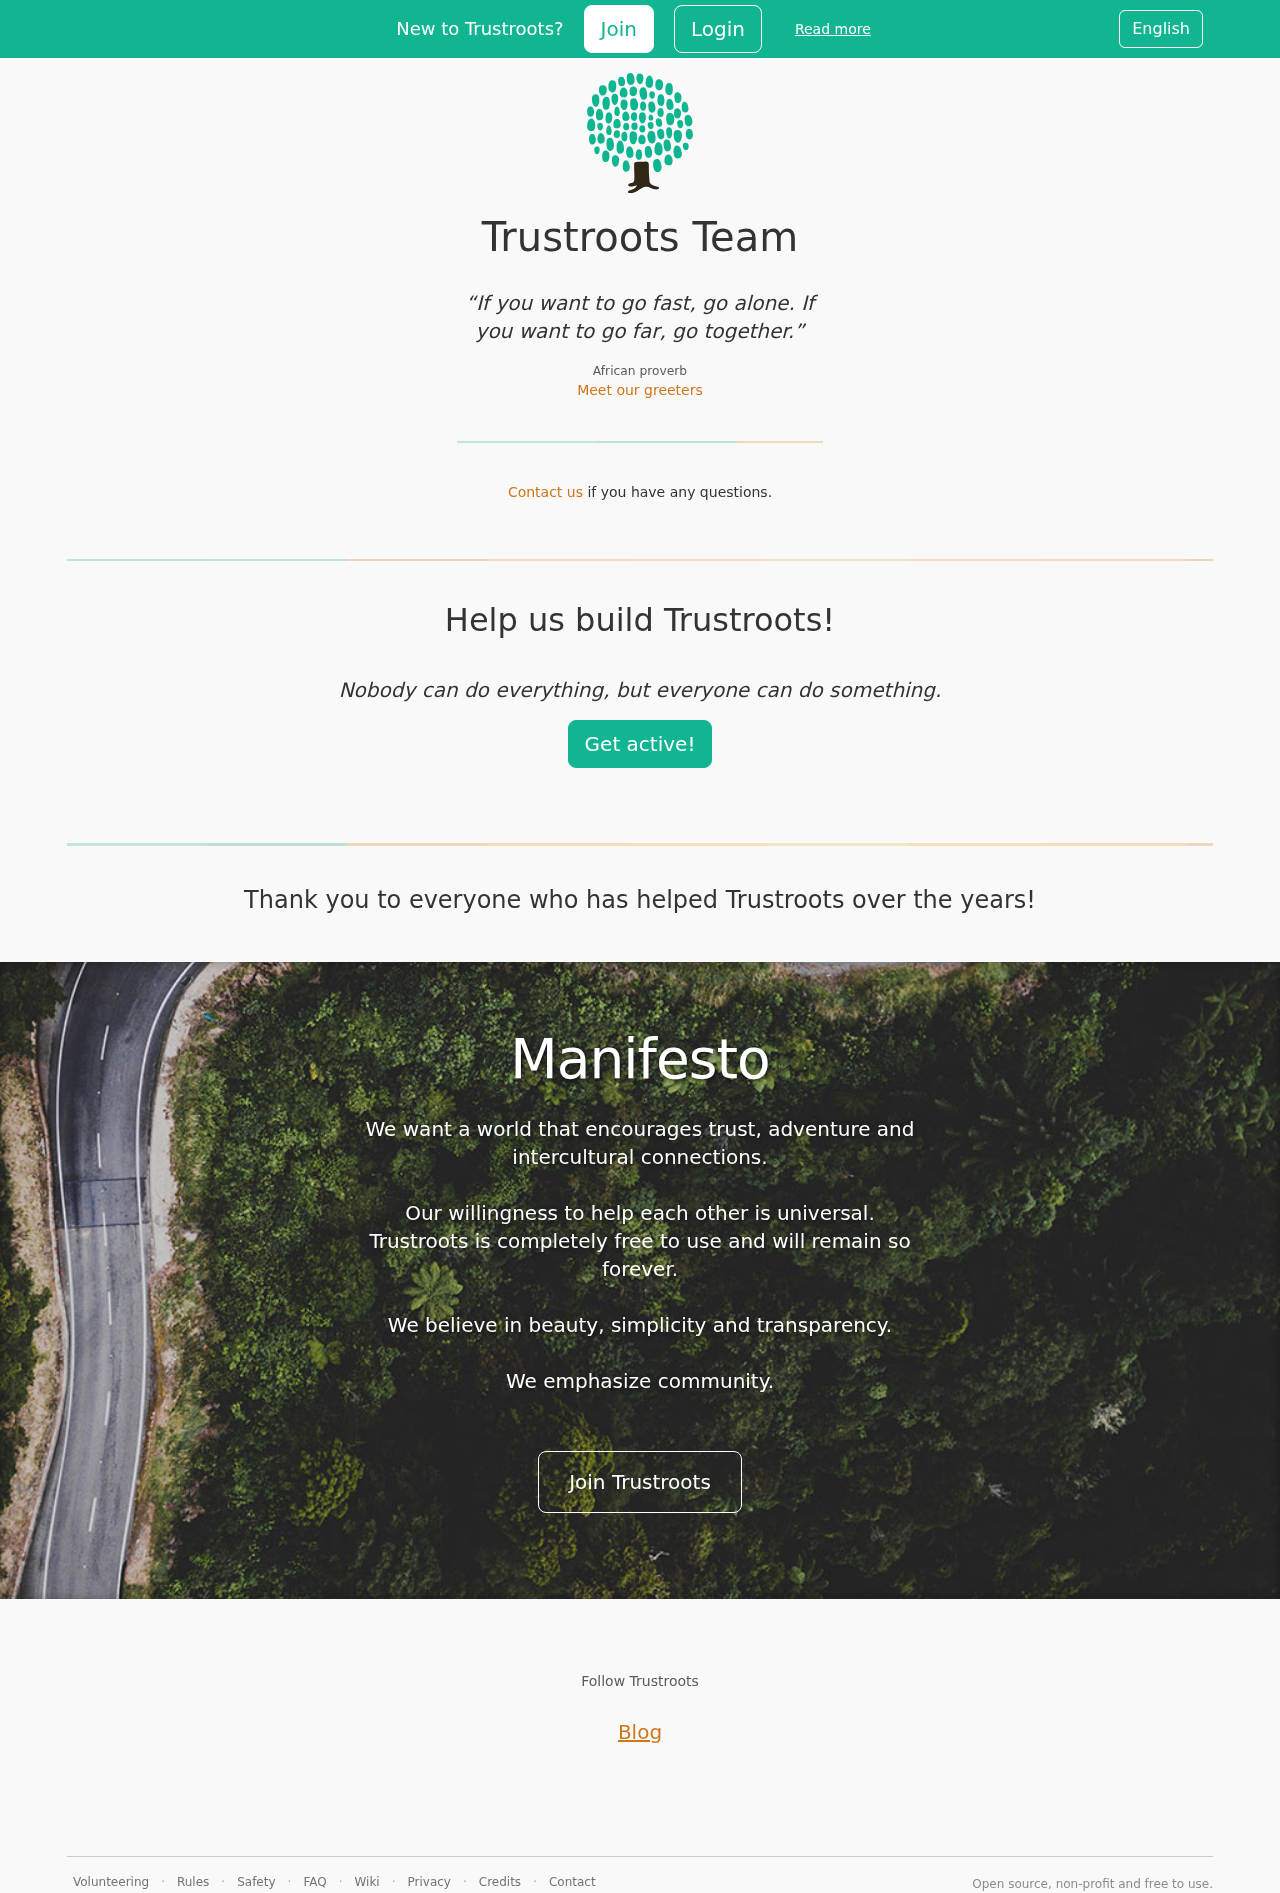 New to Trustroots? Join Login Read more English
Trustroots Team
“If you want to go fast, go alone. If
you want to go far, go together.”
African proverb
Meet our greeters
Contact us if you have any questions.
Help us build Trustroots!
Nobody can do everything, but everyone can do something.
Get active!
Thank you to everyone who has helped Trustroots over the years!
Manifesto
We want a world that encourages trust, adventure and
intercultural connections.
Our willingness to help each other is universal.
Trustroots is completely free to use and will remain so
forever.
We believe in beauty, simplicity and transparency.
We emphasize community.
Join Trustroots
Follow Trustroots
Blog
Volunteering · Rules · Safety · FAQ · Wiki · Privacy · Credits · Contact
Open source, non-profit and free to use.